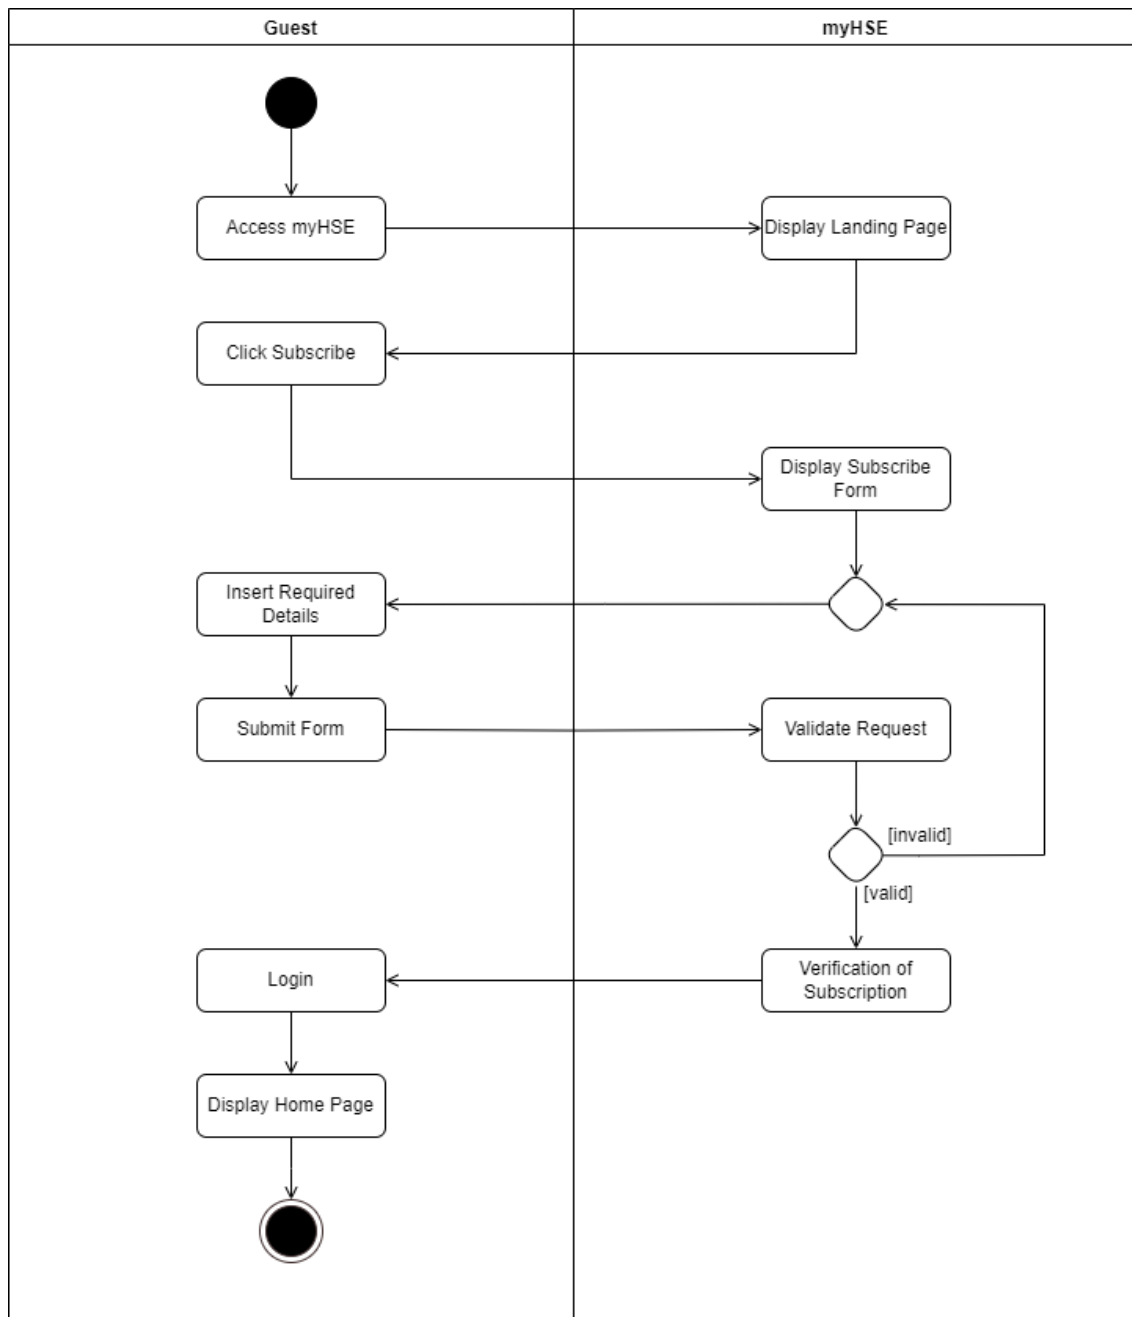 Guest
myHSE
Access myHSE
Display Landing Page
Click Subscribe
Display Subscribe
Form
Insert Required
Details
Submit Form
Validate Request
[invalid]
[valid]
Login
Verification of
Subscription
Display Home Page